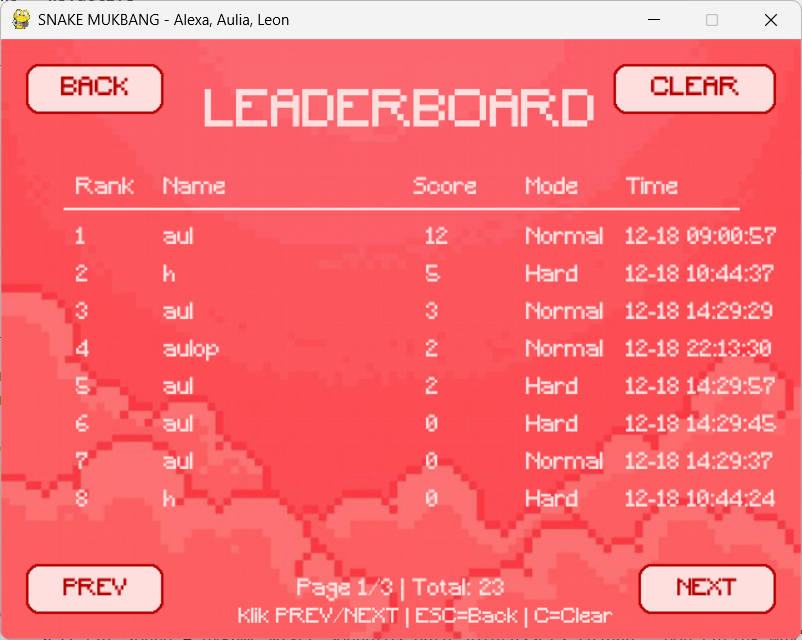 SNAKE MUKBANG - Alexa, Aulia, Leon
BACK
LEADERBOARD
CLEAR
Rank Name Score Mode Time
1 aul 12 Normal 12-18 09:00:57
2 h 5 Hard 12-18 10:44:37
3 aul 3 Normal 12-18 14:29:29
4 aulop 2 Normal 12-18 22:13:30
5 aul 2 Hard 12-18 14:29:57
6 aul 0 Hard 12-18 14:29:45
7 aul 0 Normal 12-18 14:29:37
8 h 0 Hard 12-18 10:44:24
PREV
Page 1/3 | Total: 23
NEXT
Klik PREV/NEXT | ESC=Back | C=Clear